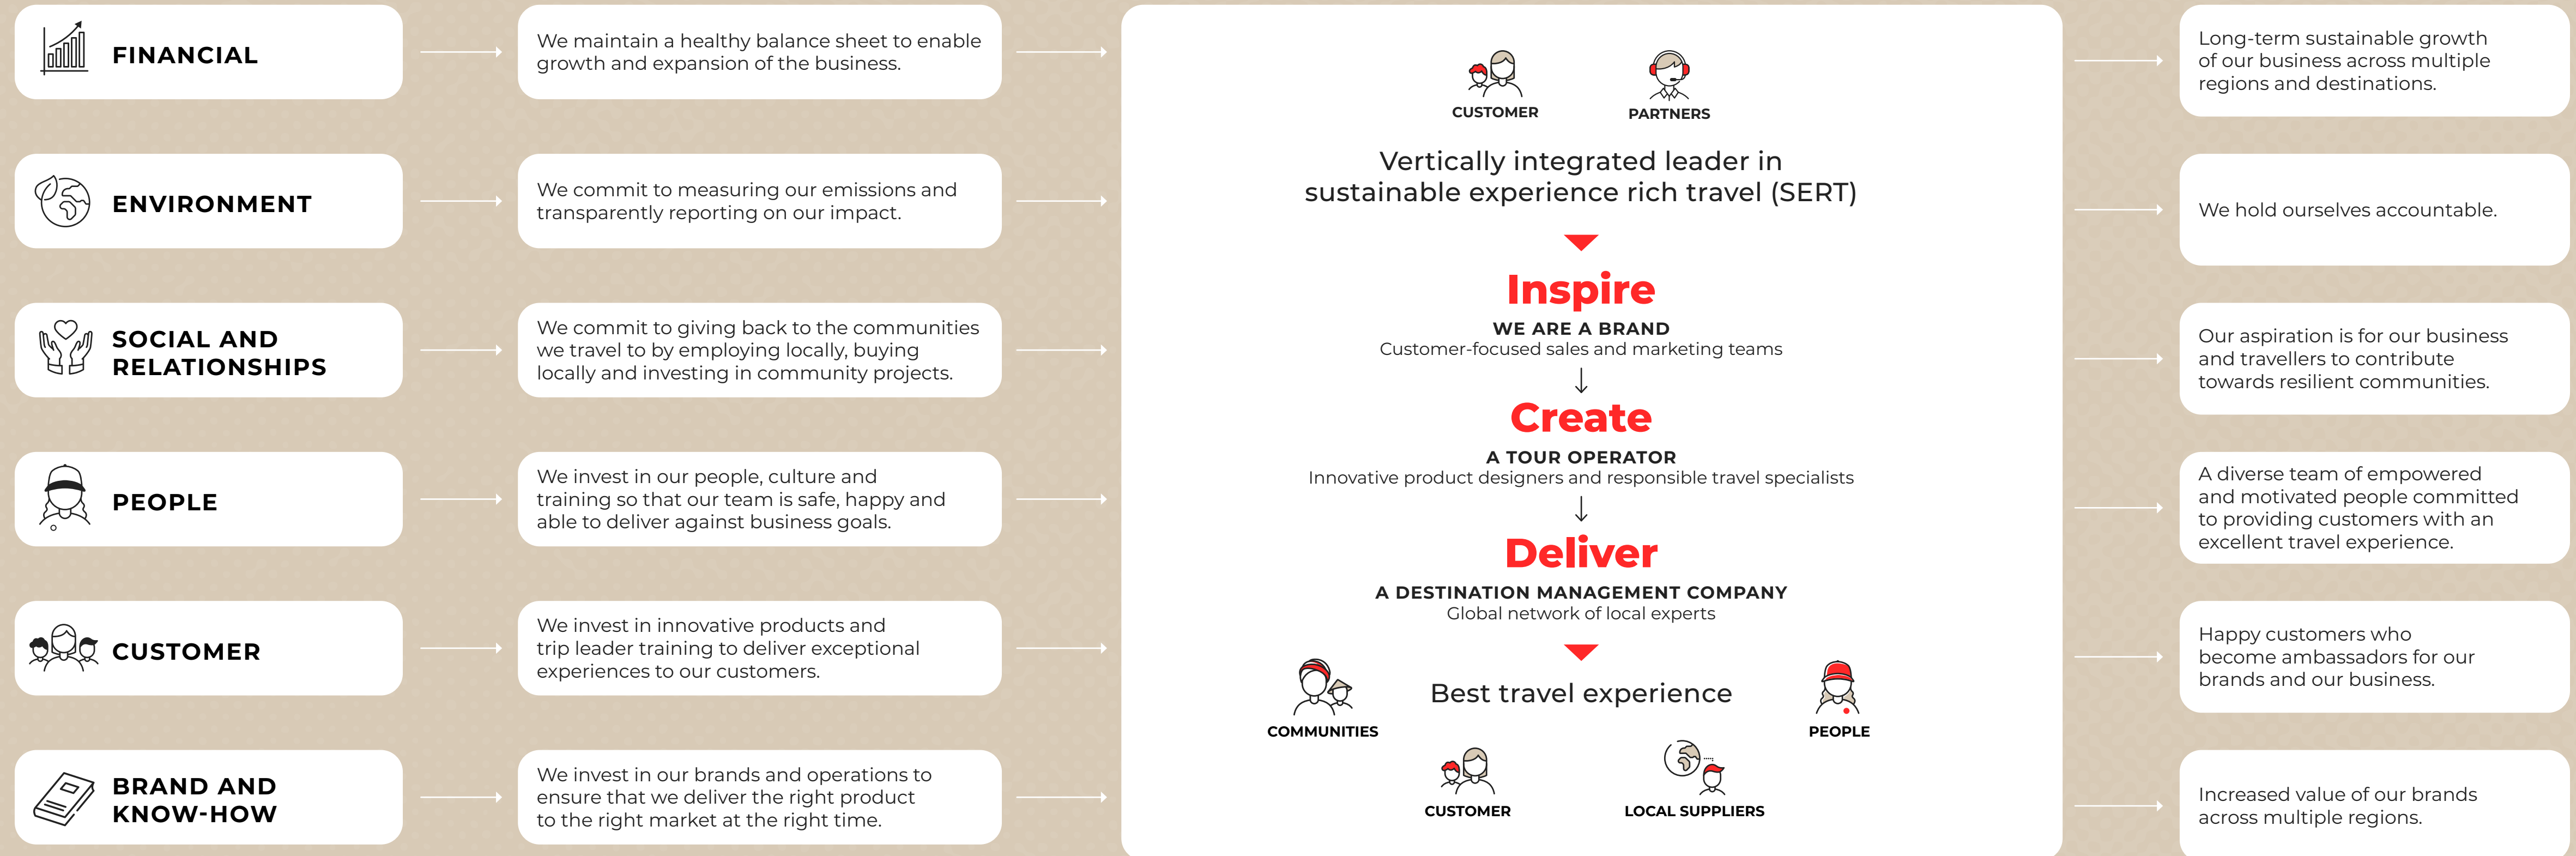 FINANCIAL
We maintain a healthy balance sheet to enable
growth and expansion of the business.
ENVIRONMENT
We commit to measuring our emissions and
transparently reporting on our impact.
SOCIAL AND
RELATIONSHIPS
We commit to giving back to the communities
we travel to by employing locally, buying
locally and investing in community projects.
PEOPLE
We invest in our people, culture and
training so that our team is safe, happy and
able to deliver against business goals.
CUSTOMER
We invest in innovative products and
trip leader training to deliver exceptional
experiences to our customers.
BRAND AND
KNOW-HOW
We invest in our brands and operations to
ensure that we deliver the right product
to the right market at the right time.
CUSTOMER
PARTNERS
Vertically integrated leader in
sustainable experience rich travel (SERT)
Inspire
WE ARE A BRAND
Customer-focused sales and marketing teams
Create
A TOUR OPERATOR
Innovative product designers and responsible travel specialists
Deliver
A DESTINATION MANAGEMENT COMPANY
Global network of local experts
Best travel experience
COMMUNITIES
PEOPLE
CUSTOMER
LOCAL SUPPLIERS
Long-term sustainable growth
of our business across multiple
regions and destinations.
We hold ourselves accountable.
Our aspiration is for our business
and travellers to contribute
towards resilient communities.
A diverse team of empowered
and motivated people committed
to providing customers with an
excellent travel experience.
Happy customers who
become ambassadors for our
brands and our business.
Increased value of our brands
across multiple regions.